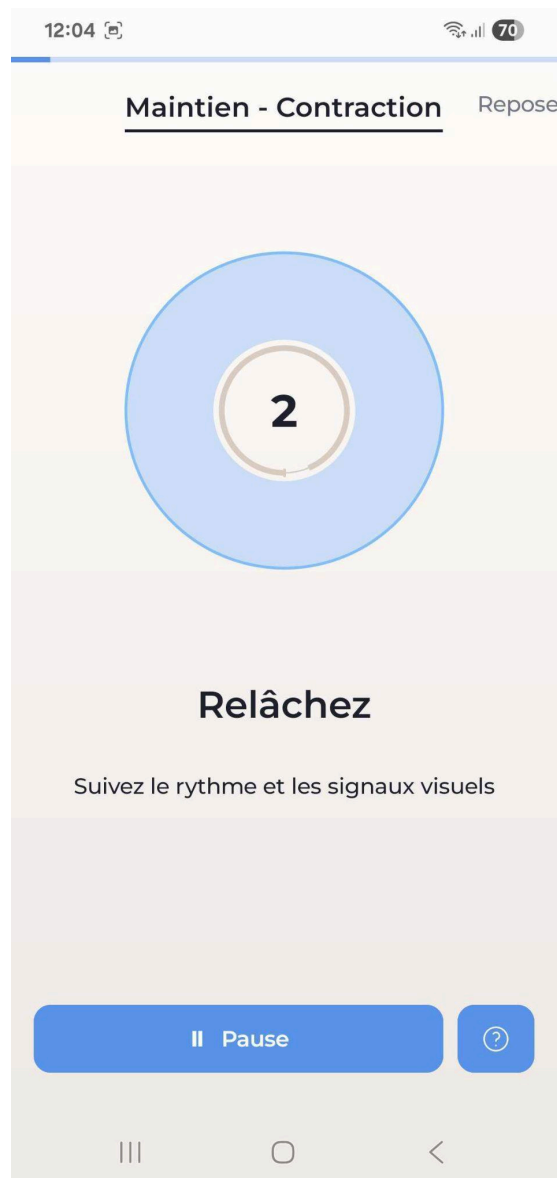 12:04
70
Maintien - Contraction Repose
2
Relâchez
Suivez le rythme et les signaux visuels
Pause
?